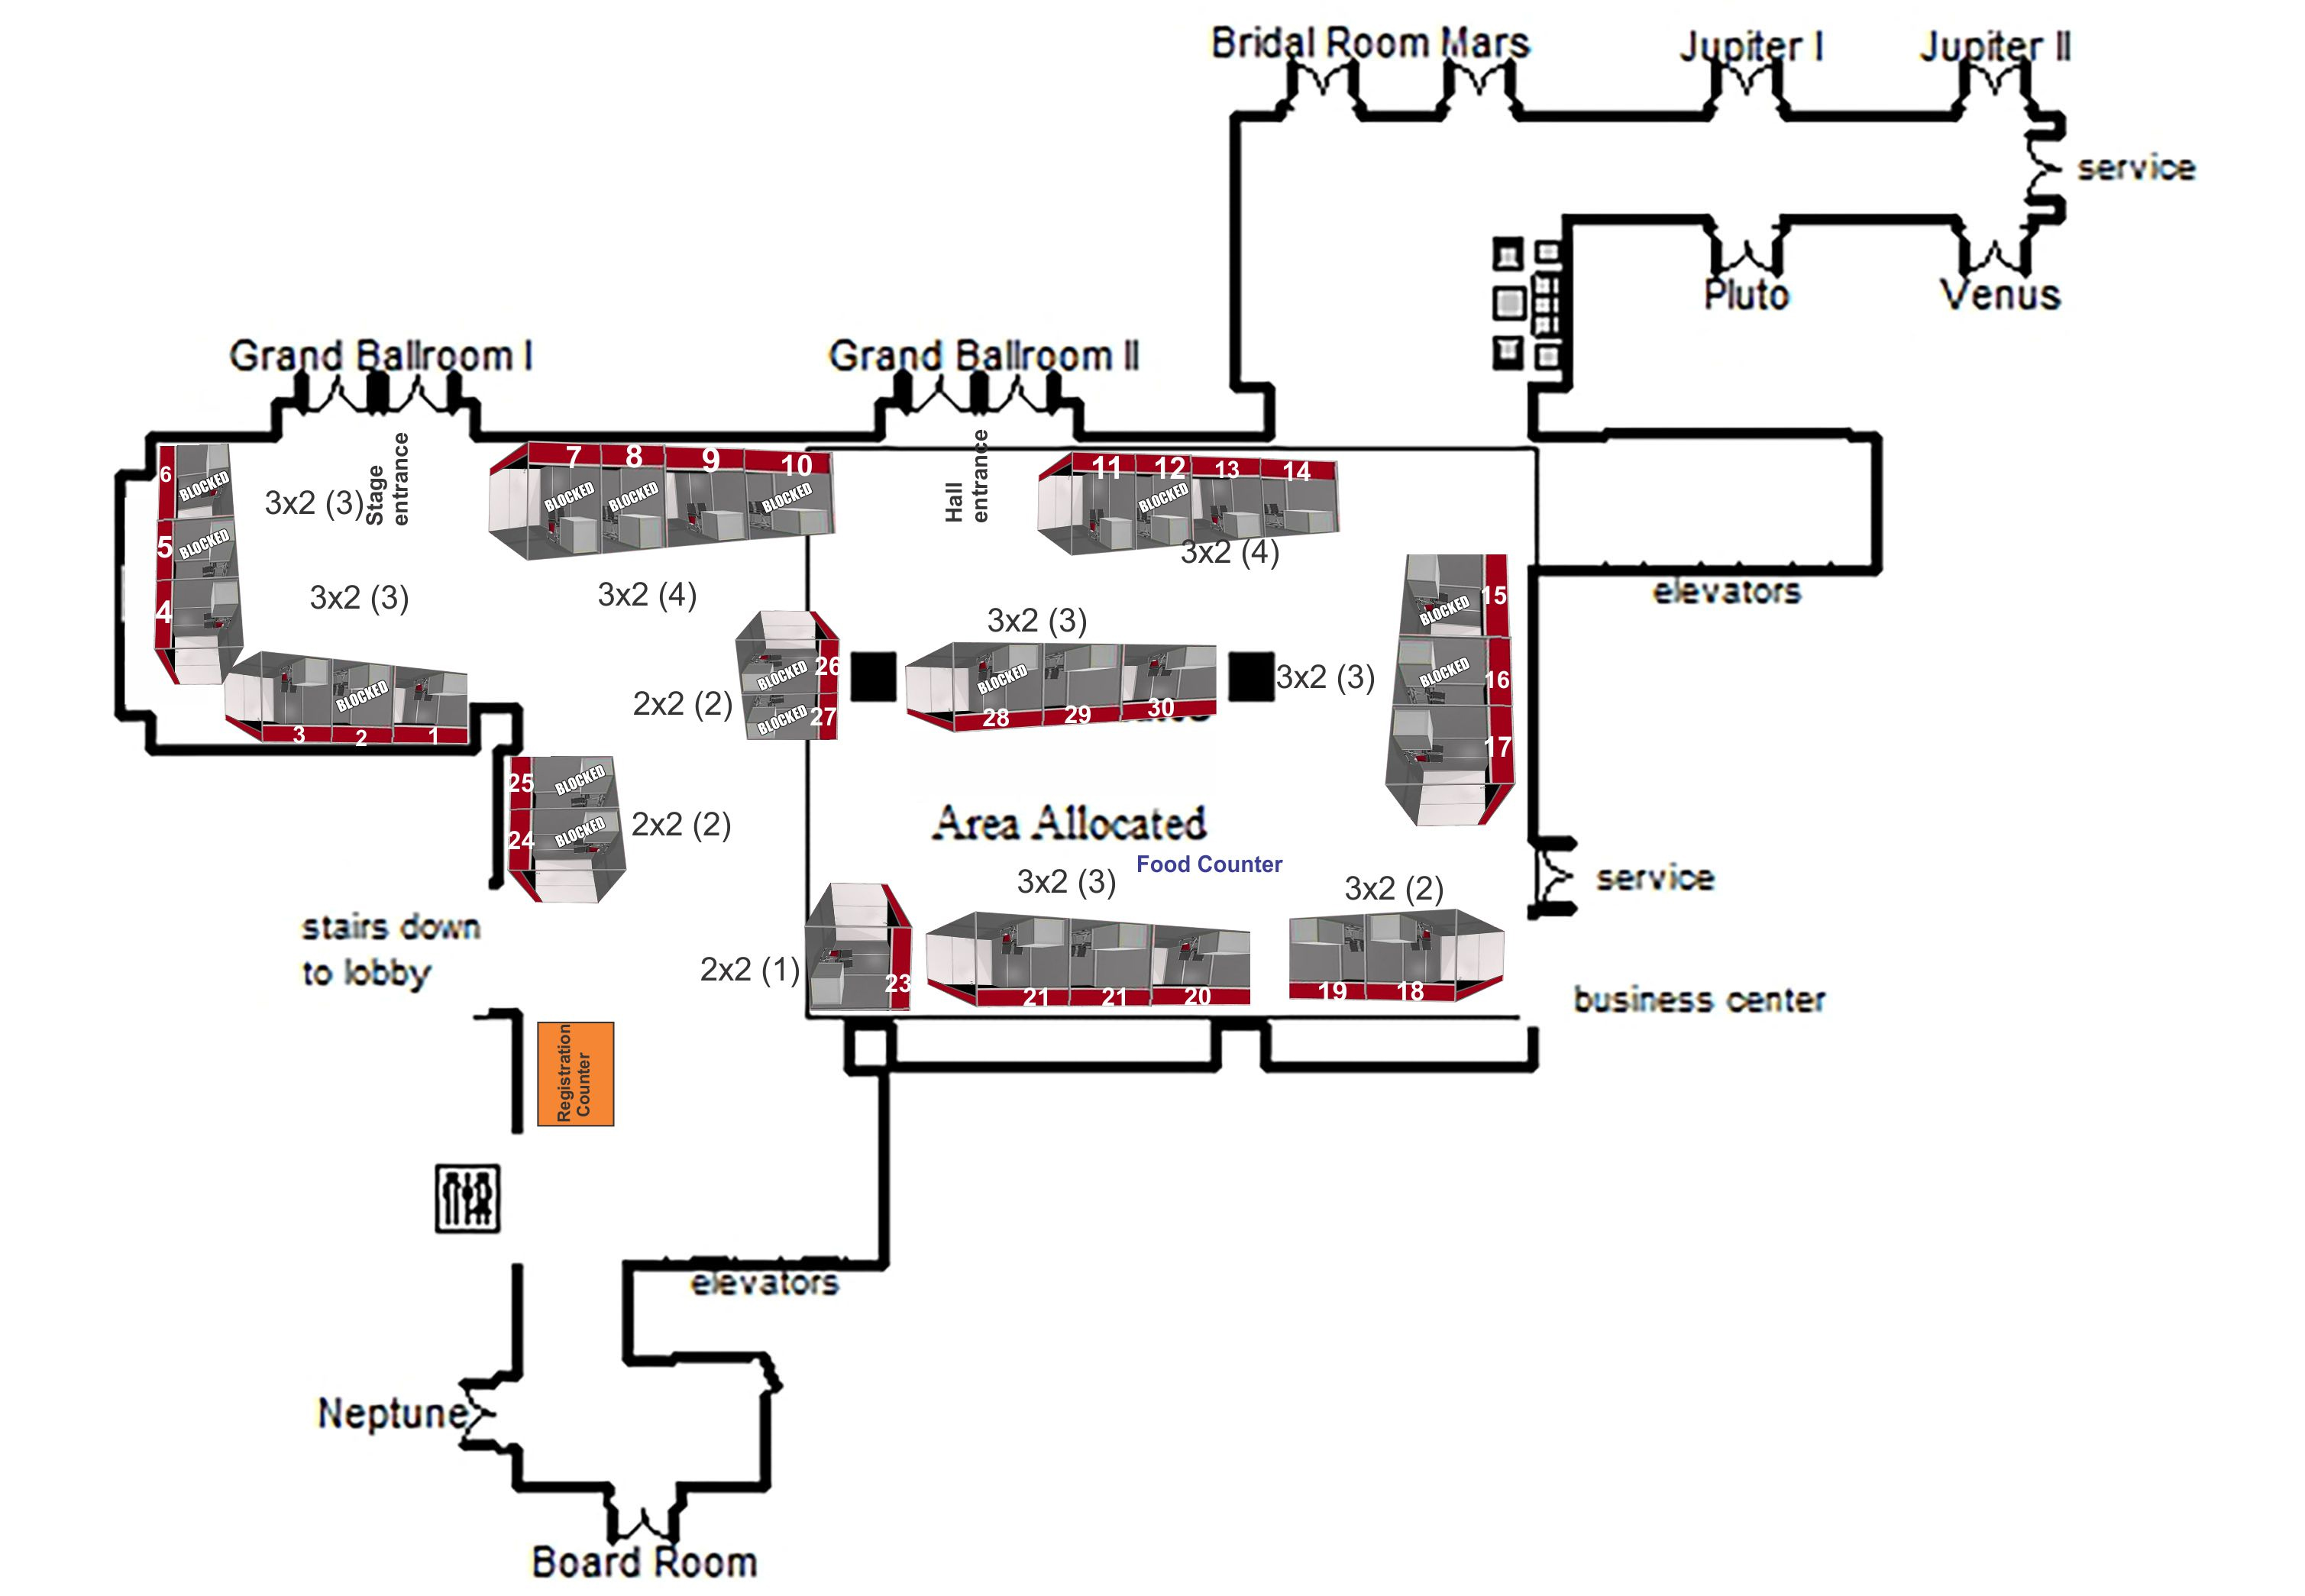 Bridal Room Mars
Jupiter I
Jupiter II
service
Pluto
Venus
Grand Ballroom I
Grand Ballroom II
Stage
entrance
Hall
entrance
6
BLOCKED
5
BLOCKED
4
3x2 (3)
3x2 (3)
3
2
BLOCKED
1
7
BLOCKED
8
BLOCKED
9
10
BLOCKED
3x2 (4)
11
12
BLOCKED
13
14
3x2 (4)
elevators
15
BLOCKED
16
BLOCKED
17
3x2 (3)
3x2 (3)
28
BLOCKED
29
30
26
BLOCKED
27
BLOCKED
2x2 (2)
25
BLOCKED
24
BLOCKED
2x2 (2)
Area Allocated
Food Counter
3x2 (3)
3x2 (2)
service
business center
stairs down
to lobby
2x2 (1)
23
21
21
20
19
18
Registration
Counter
elevators
Neptune
Board Room